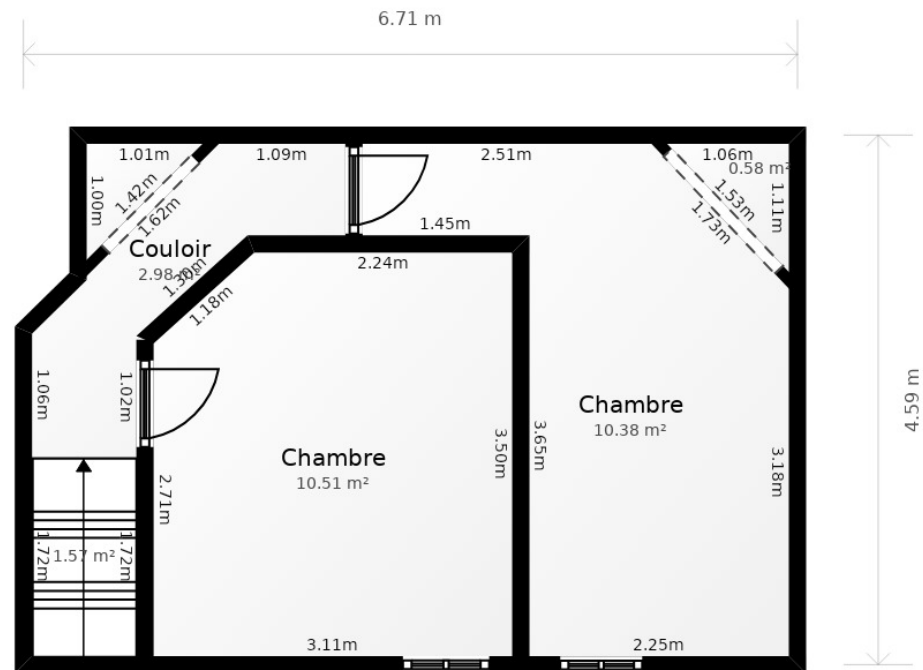 6.71 m
1.01m
1.09m
2.51m
1.06m
0.58 m²
1.00m
1.42m
1.62m
1.53m
1.73m
1.11m
1.45m
Couloir
2.98 m²
1.30m
1.18m
2.24m
4.59 m
1.06m
1.02m
Chambre
10.38 m²
Chambre
10.51 m²
3.50m
3.65m
3.18m
2.71m
1.72m
1.57 m²
1.72m
3.11m
2.25m